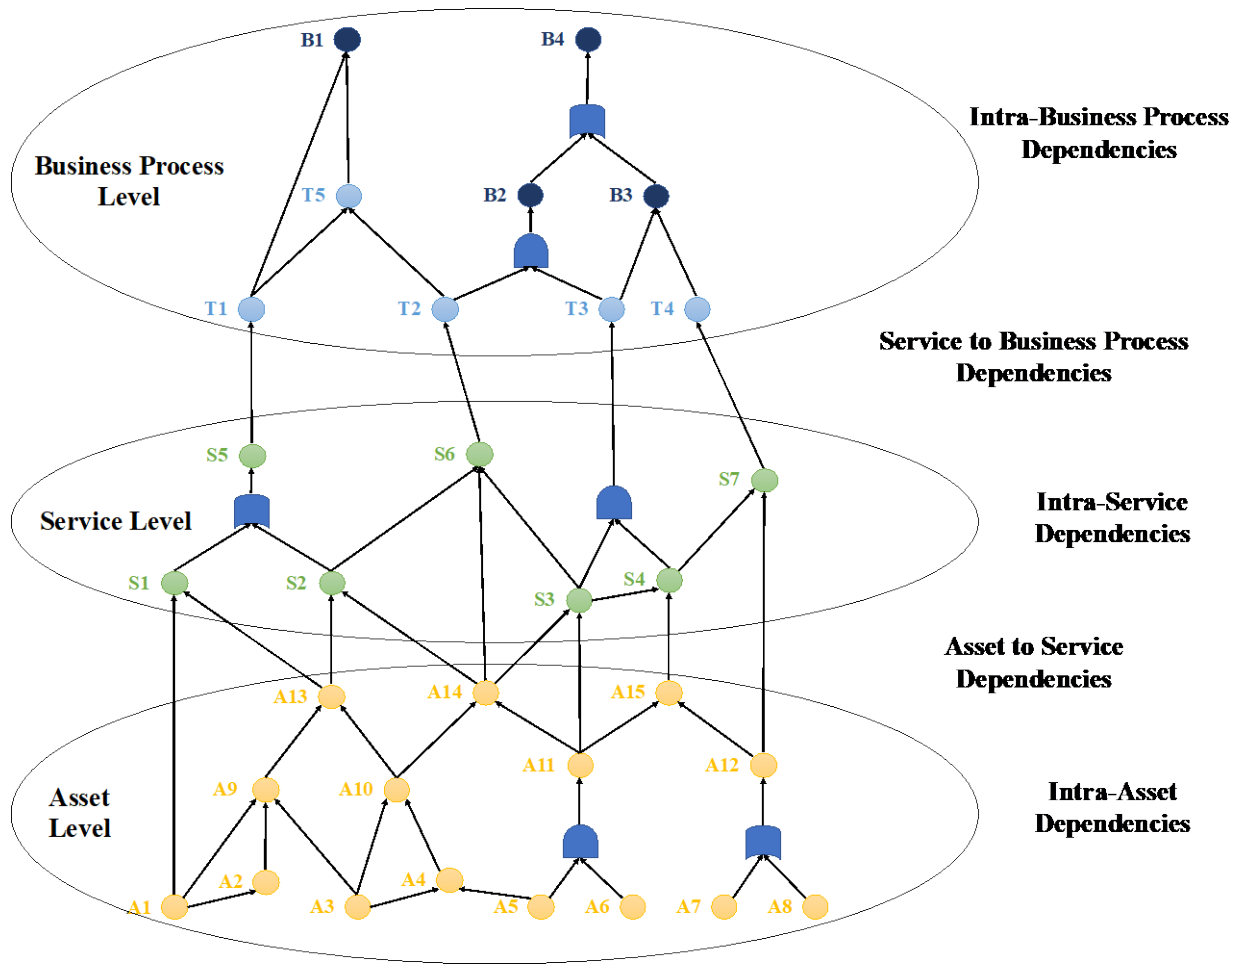 B1
B4
Intra-Business Process
Dependencies
Business Process
Level
T5
B2
B3
T1
T2
T3
T4
Service to Business Process
Dependencies
S5
S6
S7
Service Level
Intra-Service
Dependencies
S1
S2
S3
S4
Asset to Service
Dependencies
A13
A14
A15
A11
A12
A9
A10
Asset
Level
Intra-Asset
Dependencies
A2
A4
A1
A3
A5
A6
A7
A8